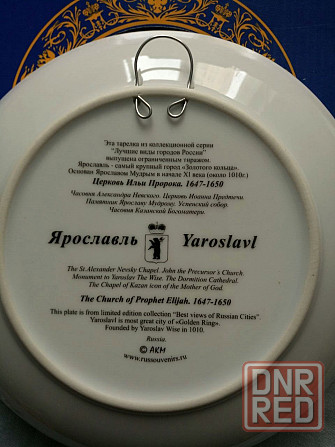 Эта тарелка из коллекционной серии
"Лучшие виды городов России"
выпущена ограниченным тиражом.
Ярославль - самый крупный город «Золотого кольца».
Основан Ярославом Мудрым в начале XI века (около 1010г.)
Церковь Ильи Пророка. 1647-1650
Часовня Александра Невского. Церковь Иоанна Предтечи.
Памятник Ярославу Мудрому. Успенский собор.
Часовня Казанской Богоматери.
Ярославль Yaroslavl
The St.Alexander Nevsky Chapel. John the Precursor's Church.
Monument to Yaroslav The Wise. The Dormition Cathedral.
The Chapel of Kazan icon of the Mother of God.
The Church of Prophet Elijah. 1647-1650
This plate is from limited edition collection "Best views of Russian Cities".
Yaroslavl is most great city of «Golden Ring».
Founded by Yaroslav Wise in 1010.
Russia.
© AKM
www.russouvenirs.ru
DNR
RED